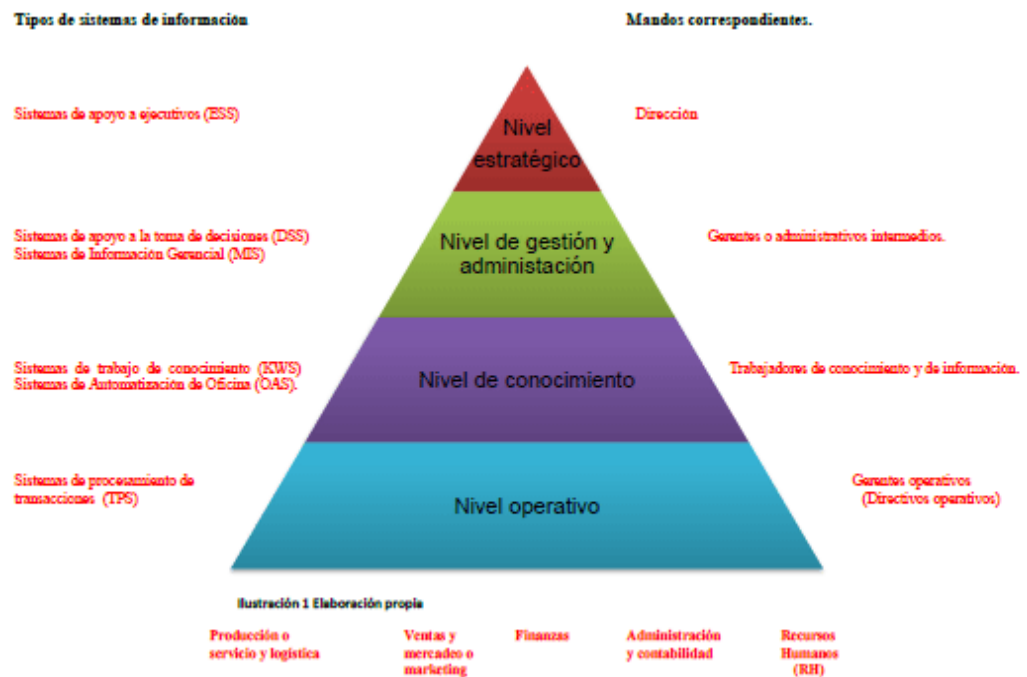 Tipos de sistemas de información
Mandos correspondientes.
Sistemas de apoyo a ejecutivos (ESS)
Nivel
estratégico
Dirección
Sistemas de apoyo a la toma de decisiones (DSS)
Sistemas de Información Gerencial (MIS)
Nivel de gestión y
administación
Gerentes o administrativos intermedios.
Sistemas de trabajo de conocimiento (KWS)
Sistemas de Automatización de Oficina (OAS).
Nivel de conocimiento
Trabajadores de conocimiento y de información.
Sistemas de procesamiento de
transacciones (TPS)
Nivel operativo
Gerentes operativos
(Directivos operativos)
Ilustración 1 Elaboración propia
Producción o
servicio y logística
Ventas y
mercadeo o
marketing
Finanzas
Administración
y contabilidad
Recursos
Humanos
(RH)